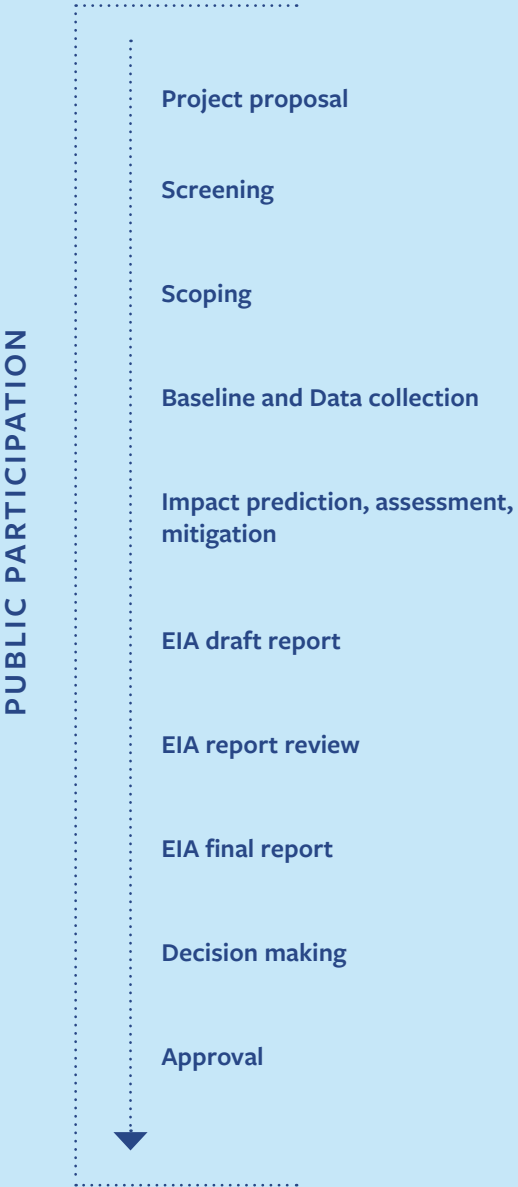 PUBLIC PARTICIPATION
Project proposal
Screening
Scoping
Baseline and Data collection
Impact prediction, assessment,
mitigation
EIA draft report
EIA report review
EIA final report
Decision making
Approval